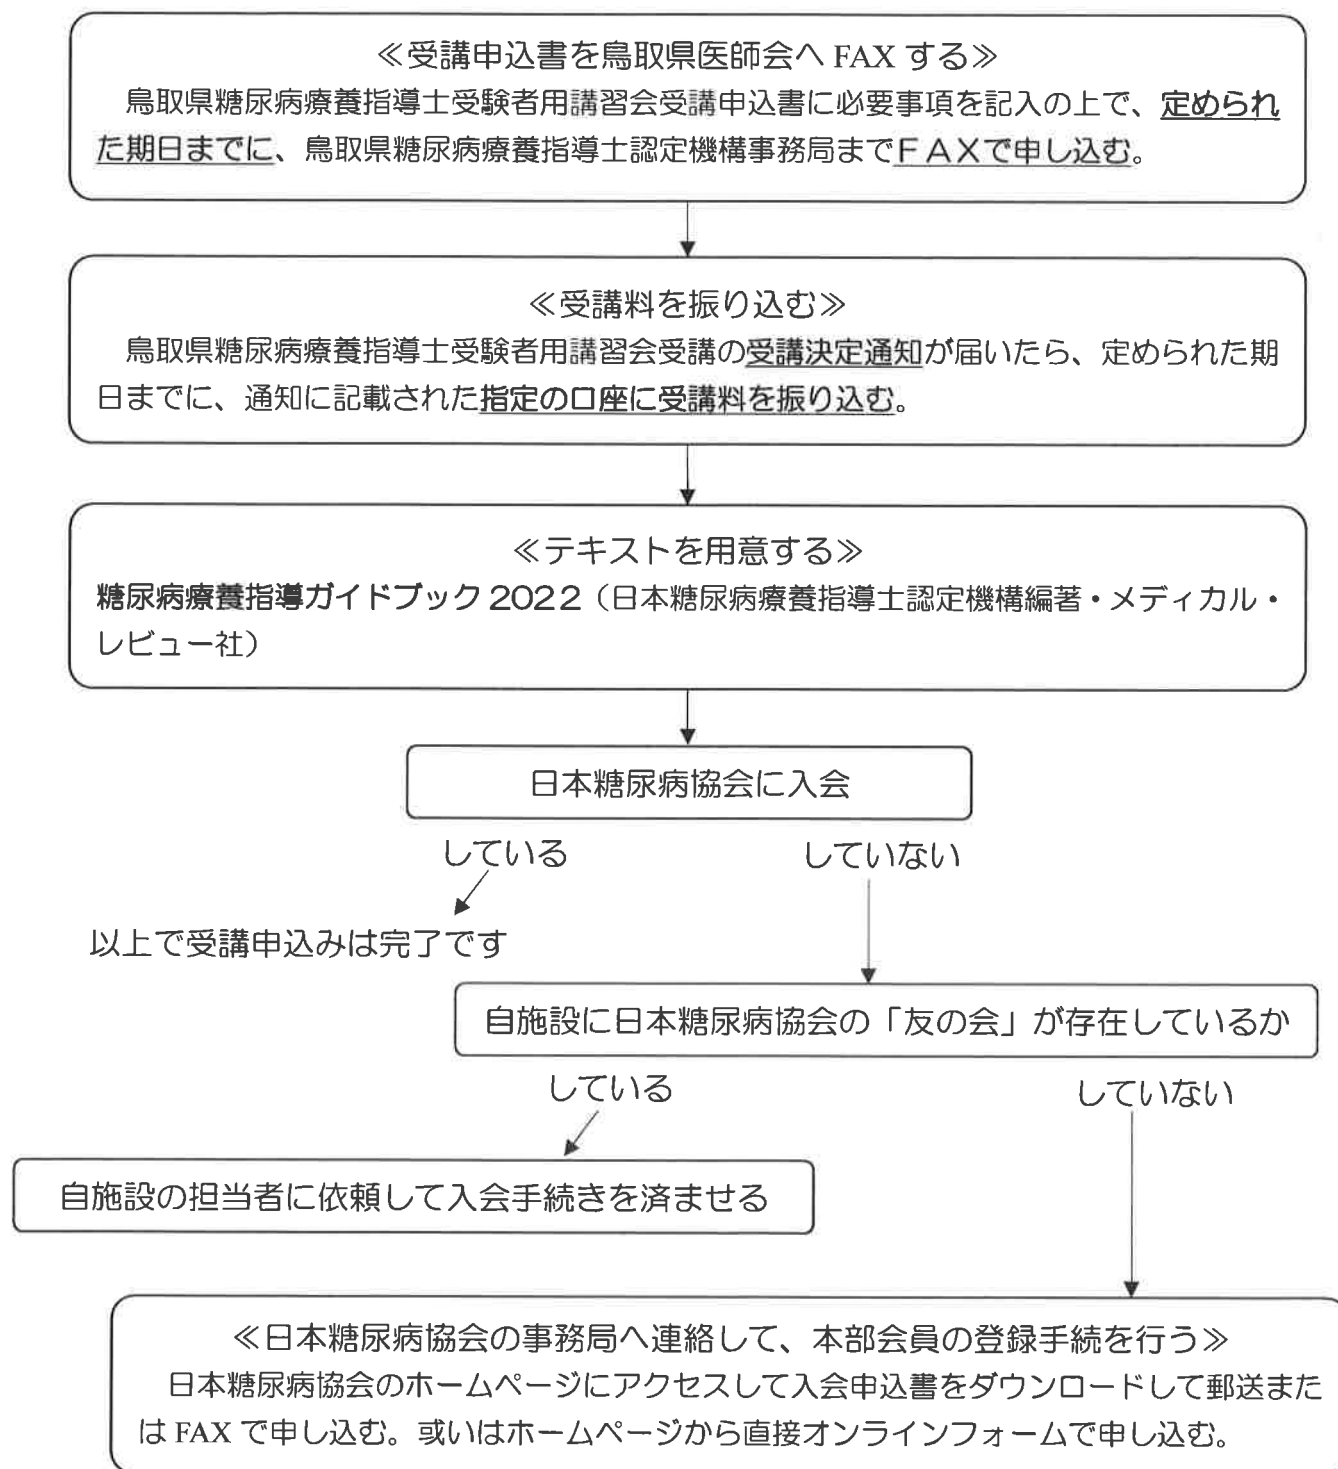 ≪受講申込書を鳥取県医師会へ FAX する≫
鳥取県糖尿病療養指導士受験者用講習会受講申込書に必要事項を記入の上で、定められ
た期日までに、鳥取県糖尿病療養指導士認定機構事務局までＦＡＸで申し込む。
≪受講料を振り込む≫
鳥取県糖尿病療養指導士受験者用講習会受講の受講決定通知が届いたら、定められた期
日までに、通知に記載された指定の口座に受講料を振り込む。
≪テキストを用意する≫
糖尿病療養指導ガイドブック 2022（日本糖尿病療養指導士認定機構編著・メディカル・
レビュー社）
日本糖尿病協会に入会
している
していない
以上で受講申込みは完了です
自施設に日本糖尿病協会の「友の会」が存在しているか
している
していない
自施設の担当者に依頼して入会手続きを済ませる
≪日本糖尿病協会の事務局へ連絡して、本部会員の登録手続を行う≫
日本糖尿病協会のホームページにアクセスして入会申込書をダウンロードして郵送また
は FAX で申し込む。或いはホームページから直接オンラインフォームで申し込む。